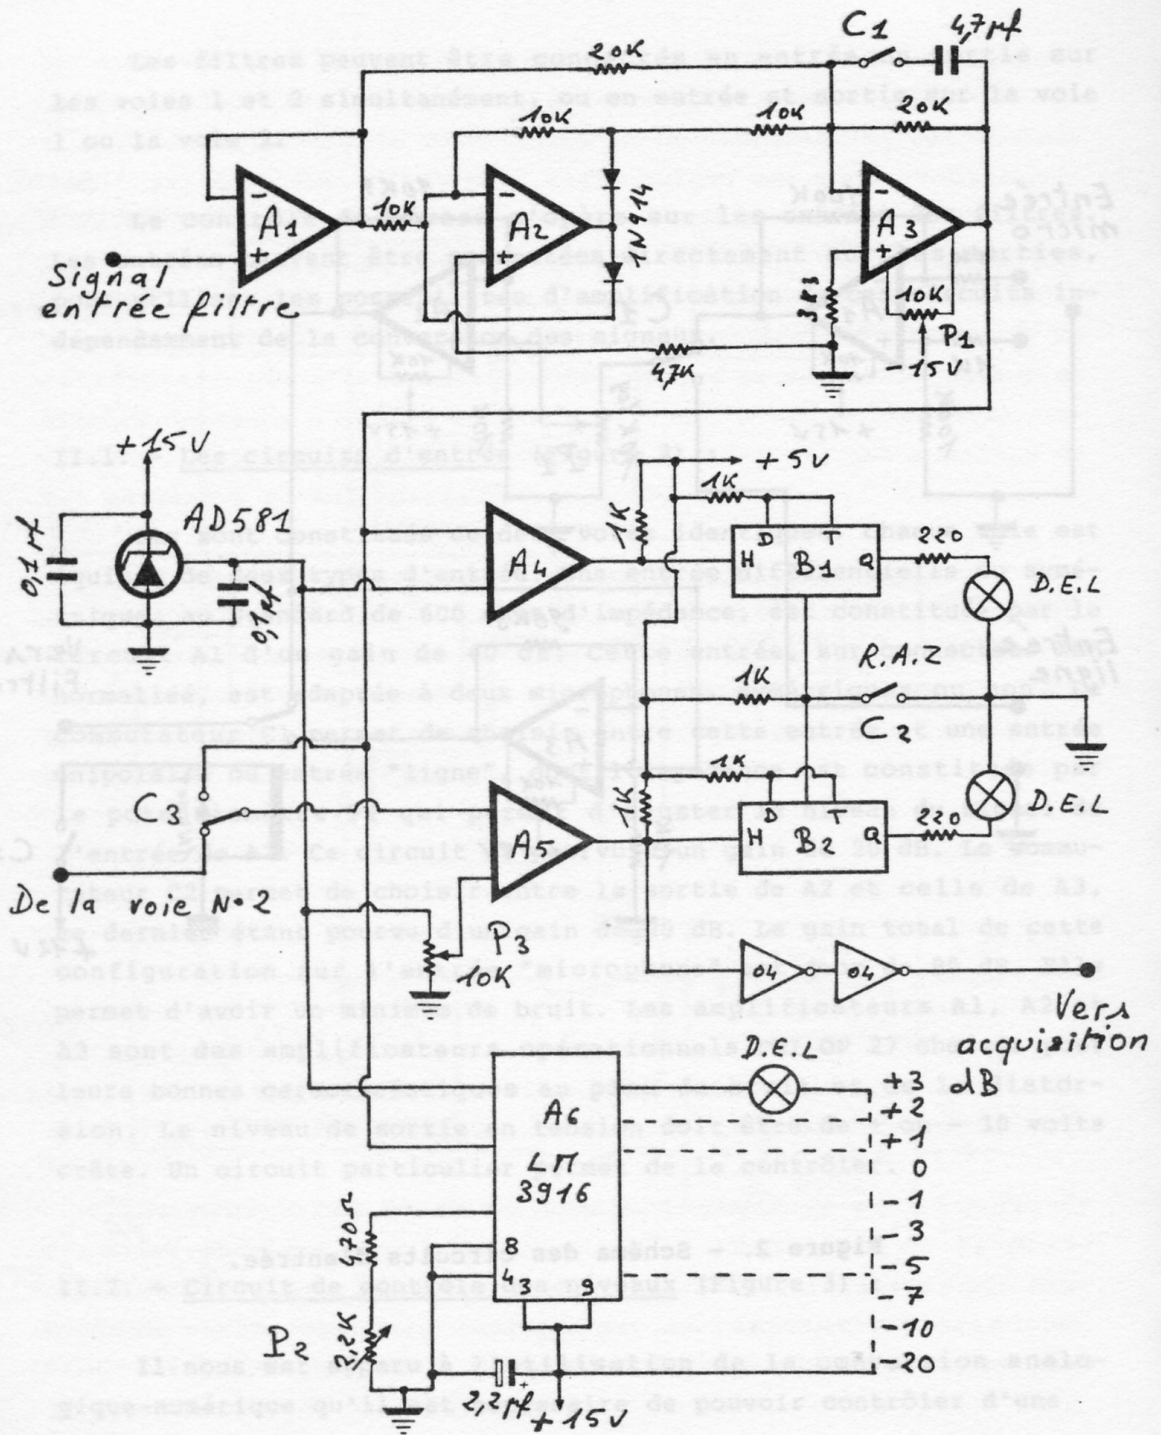 C1
4,7µf
20K
10K
10K
20K
A1
-
+
10K
A2
-
+
1N914
A3
-
+
Signal
entrée filtre
3K3
10K
P1
-15V
47K
+15V
AD581
0,1µf
0,1µf
+5V
1K
1K
A4
H
D
T
B1
Q
220
D.E.L
R.A.Z
C2
1K
1K
1K
C3
A5
H
T
B2
Q
220
D.E.L
De la voie N°2
P3
10K
04
04
Vers
acquisition
D.E.L
dB
A6
LM
3916
+3
+2
+1
0
-1
-3
-5
-7
-10
-20
470Ω
8
4
3
9
P2
2,2K
2,2µf
+
+15V